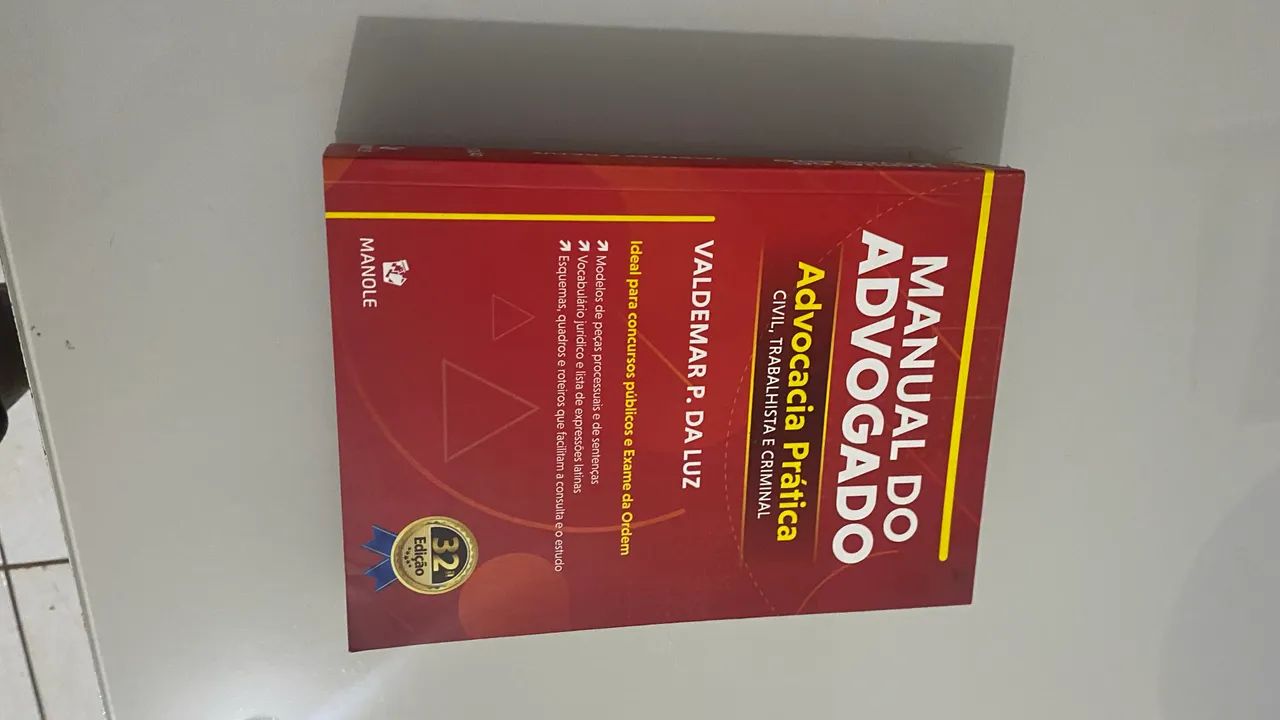 MANUAL DO
ADVOGADO
Advocacia Prática
CIVIL, TRABALHISTA E CRIMINAL
VALDEMAR P. DA LUZ
Ideal para concursos públicos e Exame da Ordem
Modelos de peças processuais e de sentenças
Vocabulário jurídico e lista de expressões latinas
Esquemas, quadros e roteiros que facilitam a consulta e o estudo
32ª
Edição
MANOLE